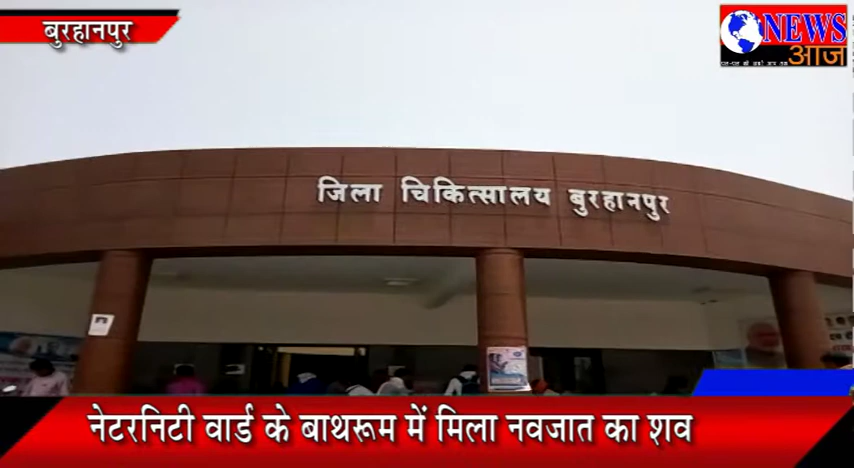 बुरहानपुर
NEWS
आज
जिला चिकित्सालय बुरहानपुर
नेटरनिटी वार्ड के बाथरूम में मिला नवजात का शव